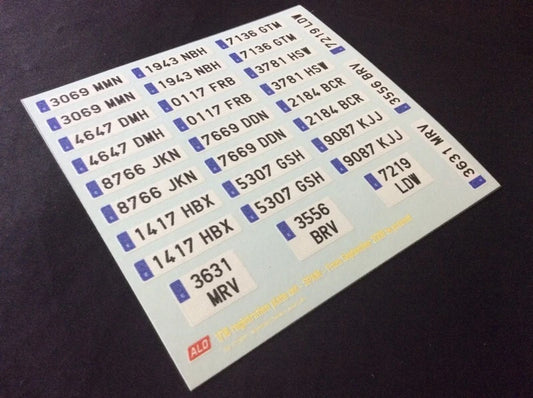 3069 MMN
3069 MMN
4647 DMH
4647 DMH
8766 JKN
8766 JKN
1417 HBX
1417 HBX
3631
MRV
1943 NBH
1943 NBH
0117 FRB
0117 FRB
7669 DDN
7669 DDN
5307 GSH
5307 GSH
3556
BRV
7136 GTM
7136 GTM
3781 HSW
3781 HSW
2184 BCR
2184 BCR
9087 KJJ
9087 KJJ
7219
LDW
7219 LDW
3556 BRV
3631 MRV
ALD
registration plate